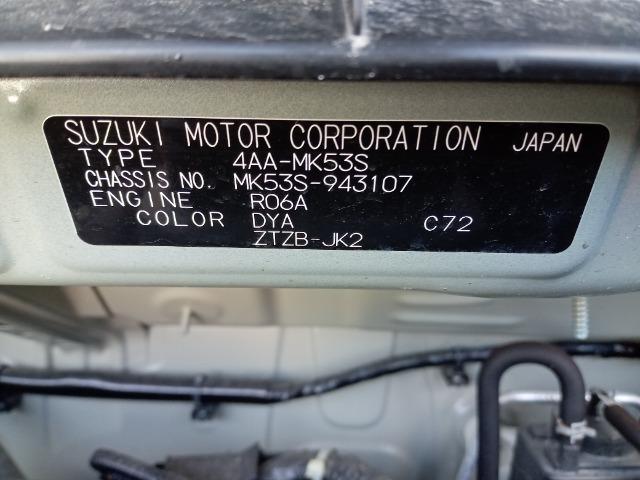 SUZUKI MOTOR CORPORATION JAPAN
TYPE 4AA-MK53S
CHASSIS NO. MK53S-943107
ENGINE R06A
COLOR DYA C72
ZTZB-JK2